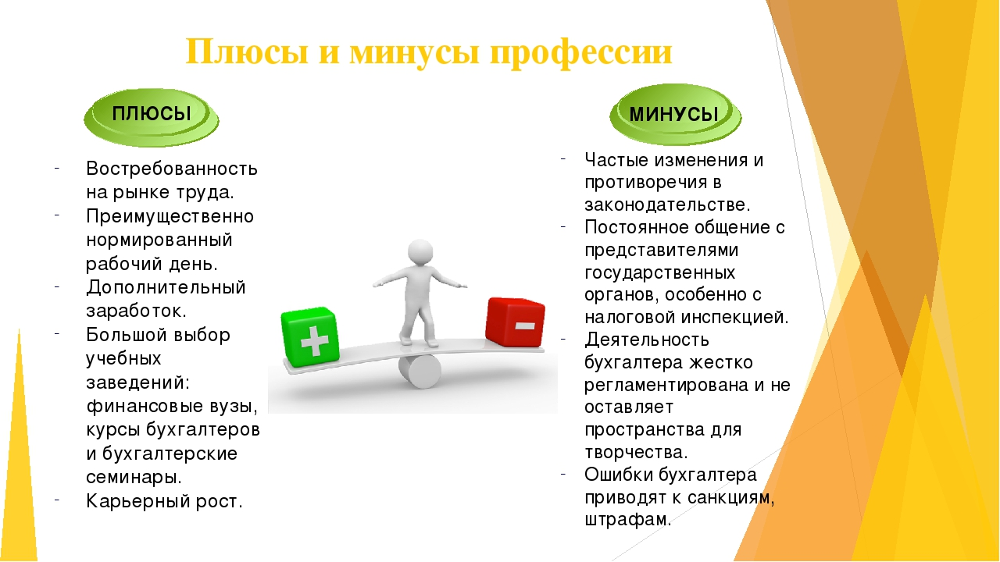 Плюсы и минусы профессии
ПЛЮСЫ
- Востребованность
на рынке труда.
- Преимущественно
нормированный
рабочий день.
- Дополнительный
заработок.
- Большой выбор
учебных
заведений:
финансовые вузы,
курсы бухгалтеров
и бухгалтерские
семинары.
- Карьерный рост.
МИНУСЫ
- Частые изменения и
противоречия в
законодательстве.
- Постоянное общение с
представителями
государственных
органов, особенно с
налоговой инспекцией.
- Деятельность
бухгалтера жестко
регламентирована и не
оставляет
пространства для
творчества.
- Ошибки бухгалтера
приводят к санкциям,
штрафам.